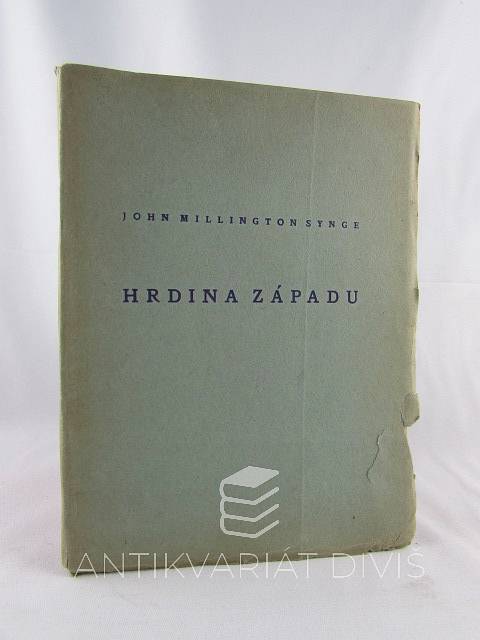 JOHN MILLINGTON SYNGE
HRDINA ZÁPADU
ANTIKVARIÁT DIVIŠ